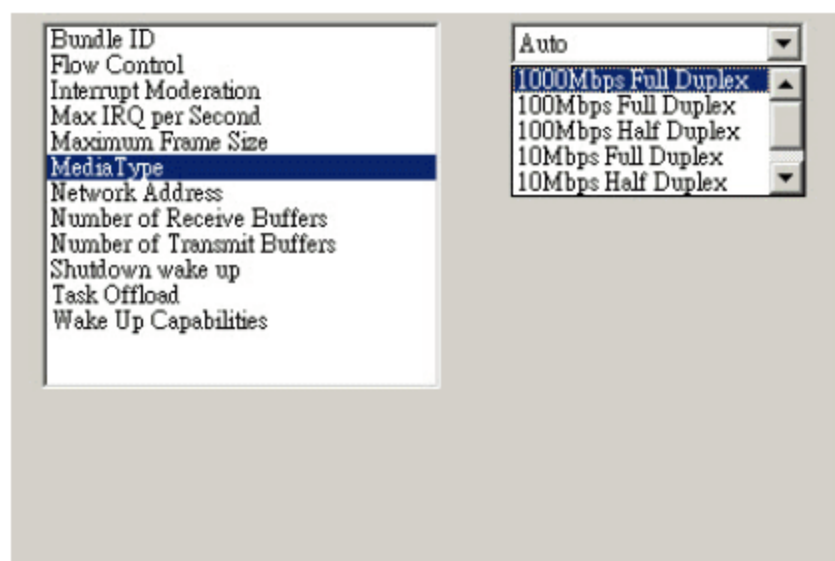 Bundle ID
Flow Control
Interrupt Moderation
Max IRQ per Second
Maximum Frame Size
MediaType
Network Address
Number of Receive Buffers
Number of Transmit Buffers
Shutdown wake up
Task Offload
Wake Up Capabilities
Auto
1000Mbps Full Duplex
100Mbps Full Duplex
100Mbps Half Duplex
10Mbps Full Duplex
10Mbps Half Duplex